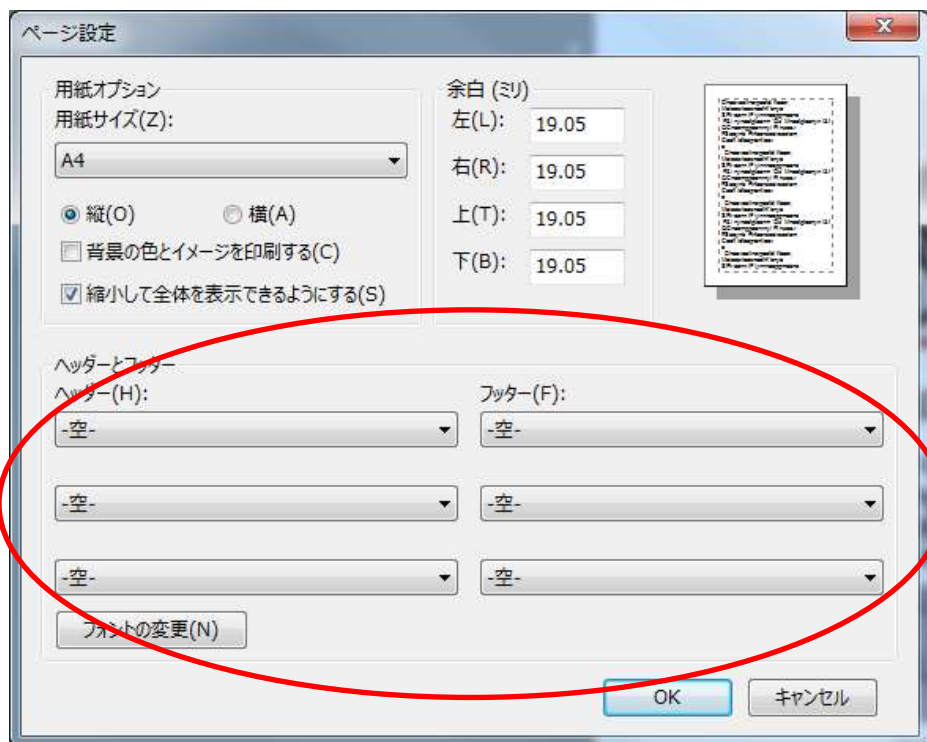 ページ設定
用紙オプション
用紙サイズ(Z):
A4
縦(O)
横(A)
背景の色とイメージを印刷する(C)
縮小して全体を表示できるようにする(S)
余白 (ミリ)
左(L): 19.05
右(R): 19.05
上(T): 19.05
下(B): 19.05
ヘッダーとフッター
ヘッダー(H):
フッター(F):
-空-
-空-
-空-
-空-
-空-
-空-
フォントの変更(N)
OK
キャンセル